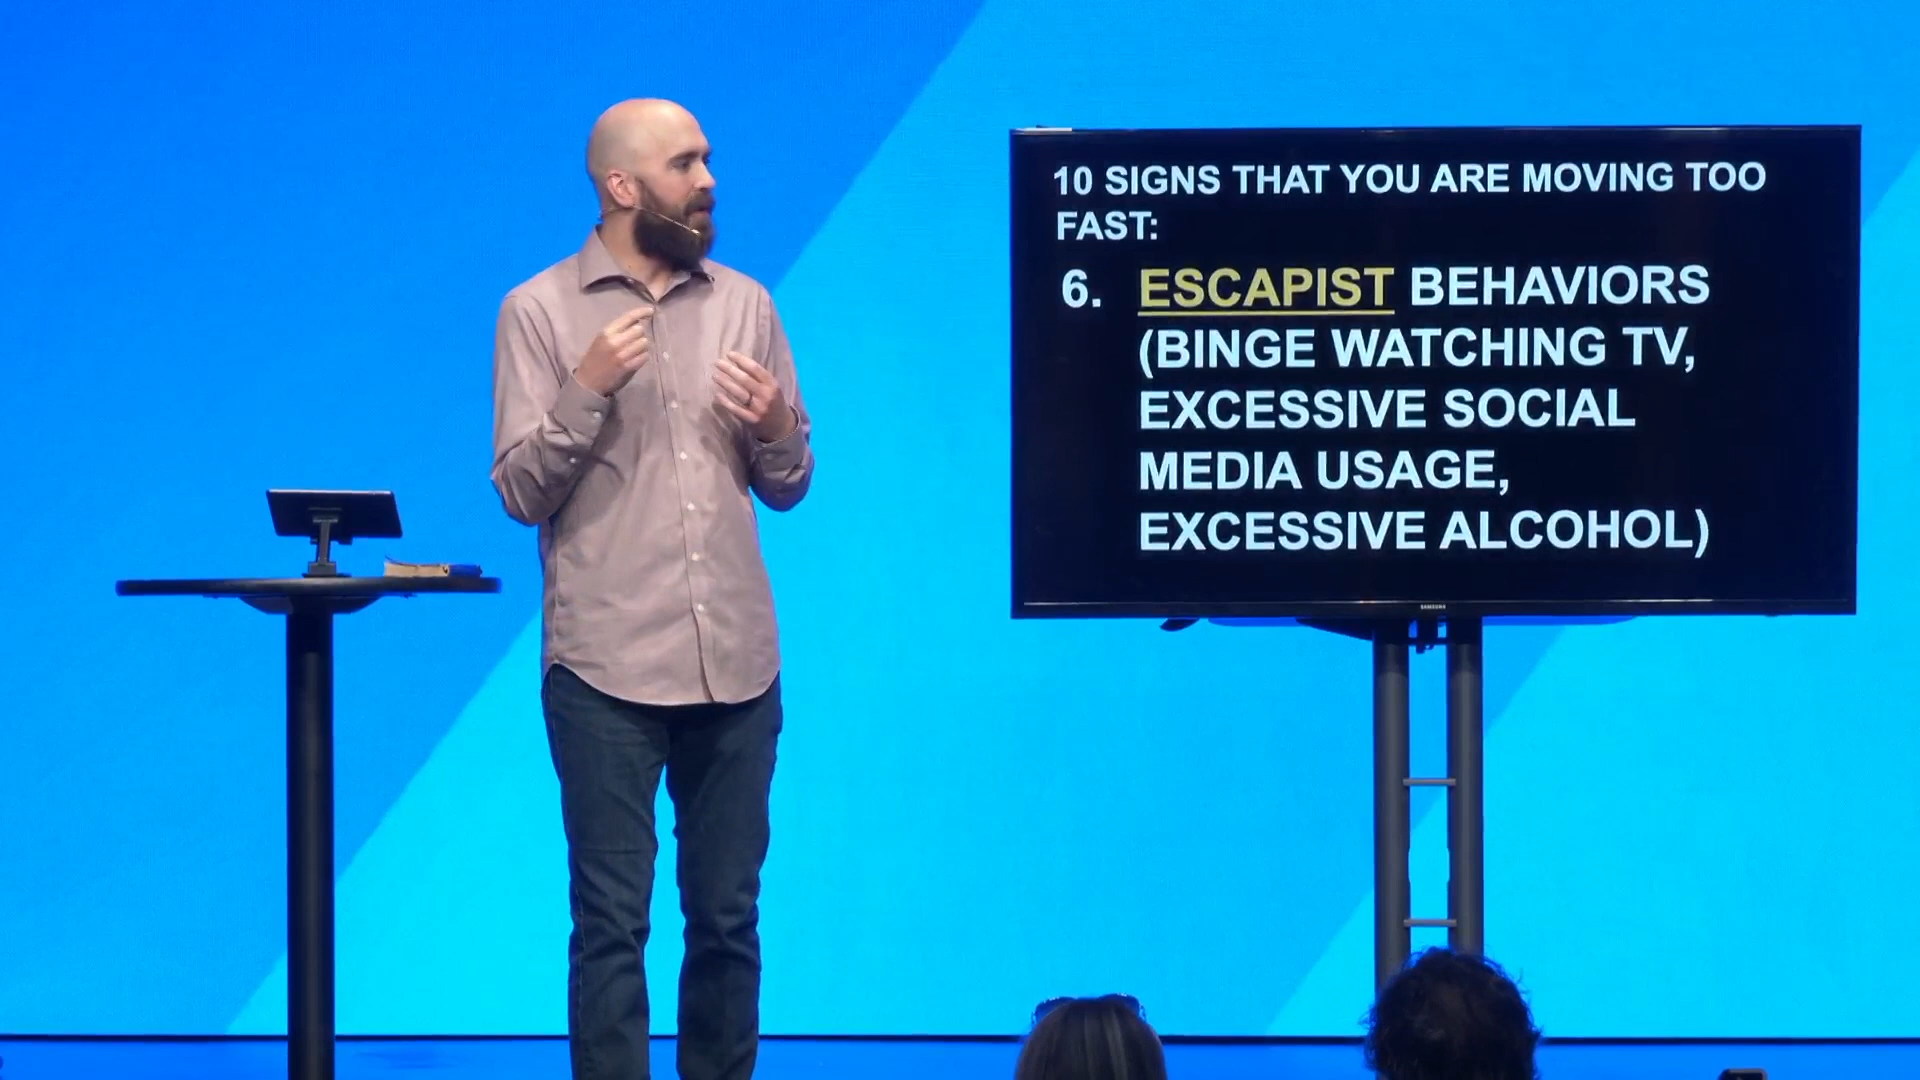 10 SIGNS THAT YOU ARE MOVING TOO
FAST:
6. ESCAPIST BEHAVIORS
(BINGE WATCHING TV,
EXCESSIVE SOCIAL
MEDIA USAGE,
EXCESSIVE ALCOHOL)
SAMSUNG